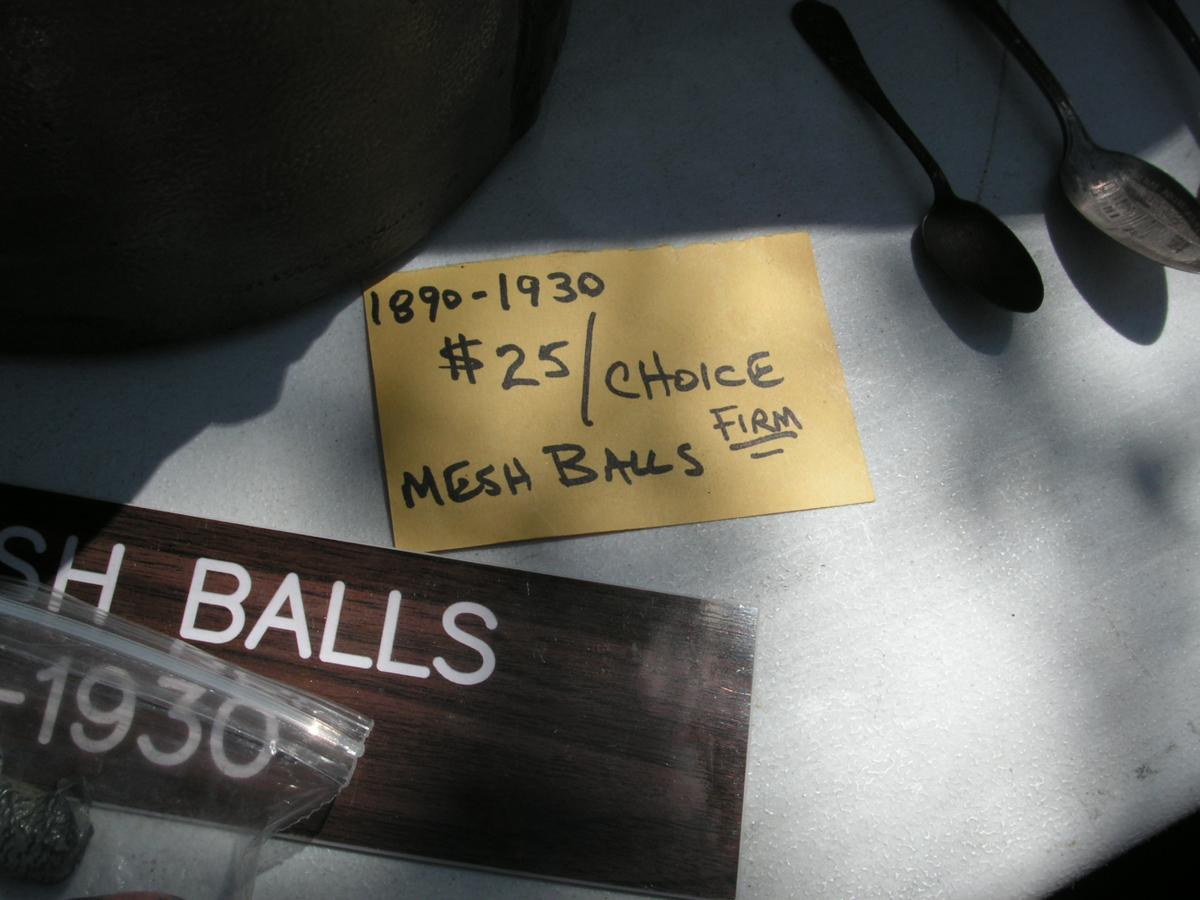 1890-1930
$25/CHOICE
FIRM
MESH BALLS
SH BALLS
-1930